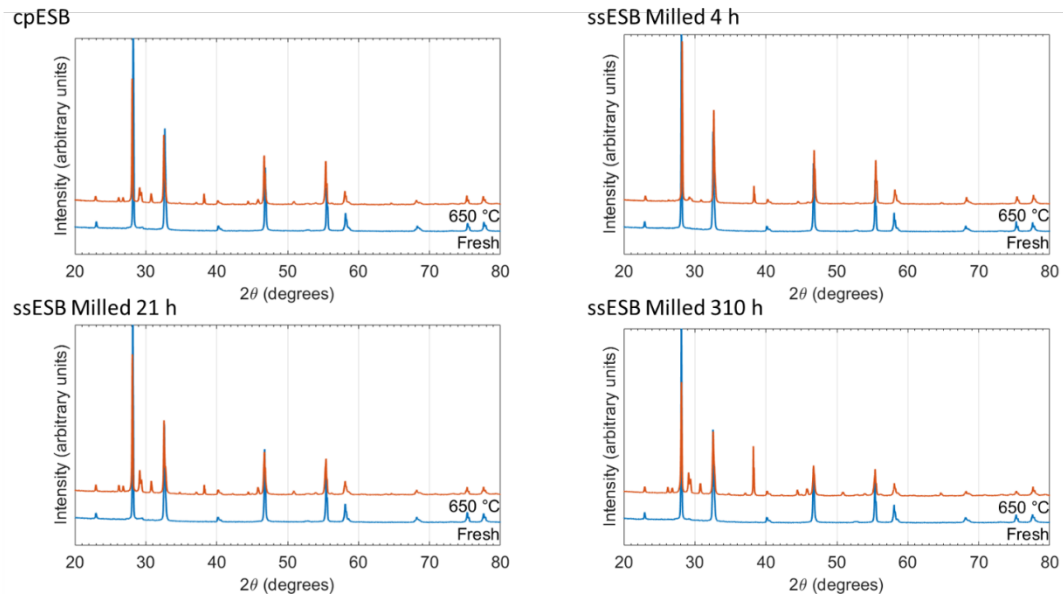 cpESB
Intensity (arbitrary units)
650 °C
Fresh
20 30 40 50 60 70 80
2θ (degrees)
ssESB Milled 4 h
Intensity (arbitrary units)
650 °C
Fresh
20 30 40 50 60 70 80
2θ (degrees)
ssESB Milled 21 h
Intensity (arbitrary units)
650 °C
Fresh
20 30 40 50 60 70 80
2θ (degrees)
ssESB Milled 310 h
Intensity (arbitrary units)
650 °C
Fresh
20 30 40 50 60 70 80
2θ (degrees)